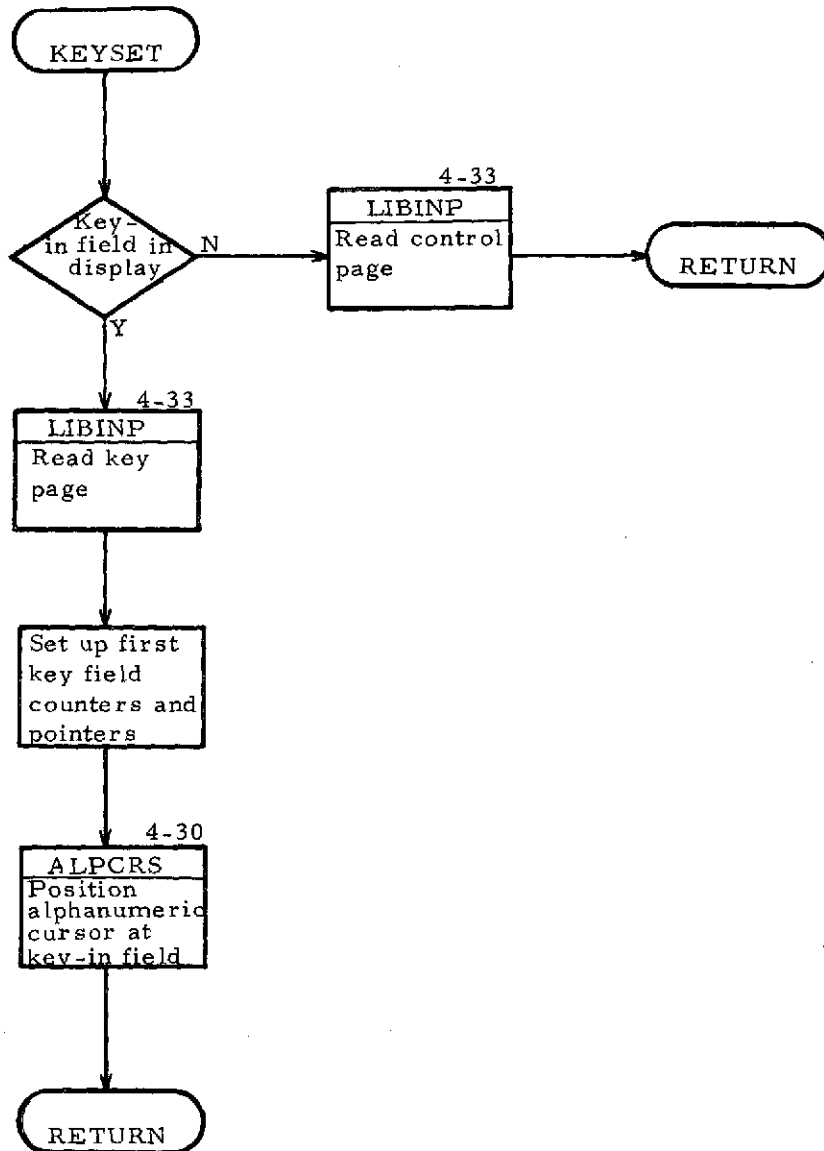 KEYSET
Key-
in field in
display
N
Y
4-33
LIBINP
Read control
page
RETURN
4-33
LIBINP
Read key
page
Set up first
key field
counters and
pointers
4-30
ALPCRS
Position
alphanumeric
cursor at
key-in field
RETURN